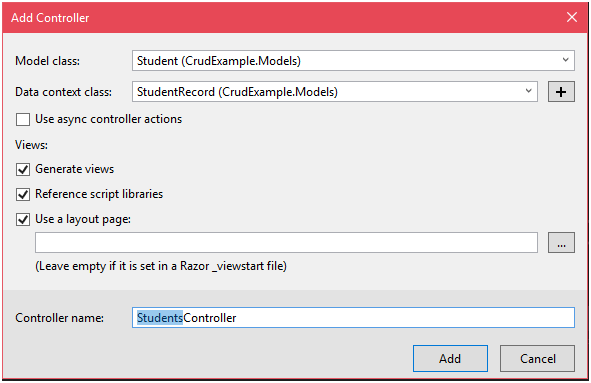 Add Controller
Model class: Student (CrudExample.Models)
Data context class: StudentRecord (CrudExample.Models) +
Use async controller actions
Views:
Generate views
Reference script libraries
Use a layout page:
...
(Leave empty if it is set in a Razor _viewstart file)
Controller name: StudentsController
Add Cancel